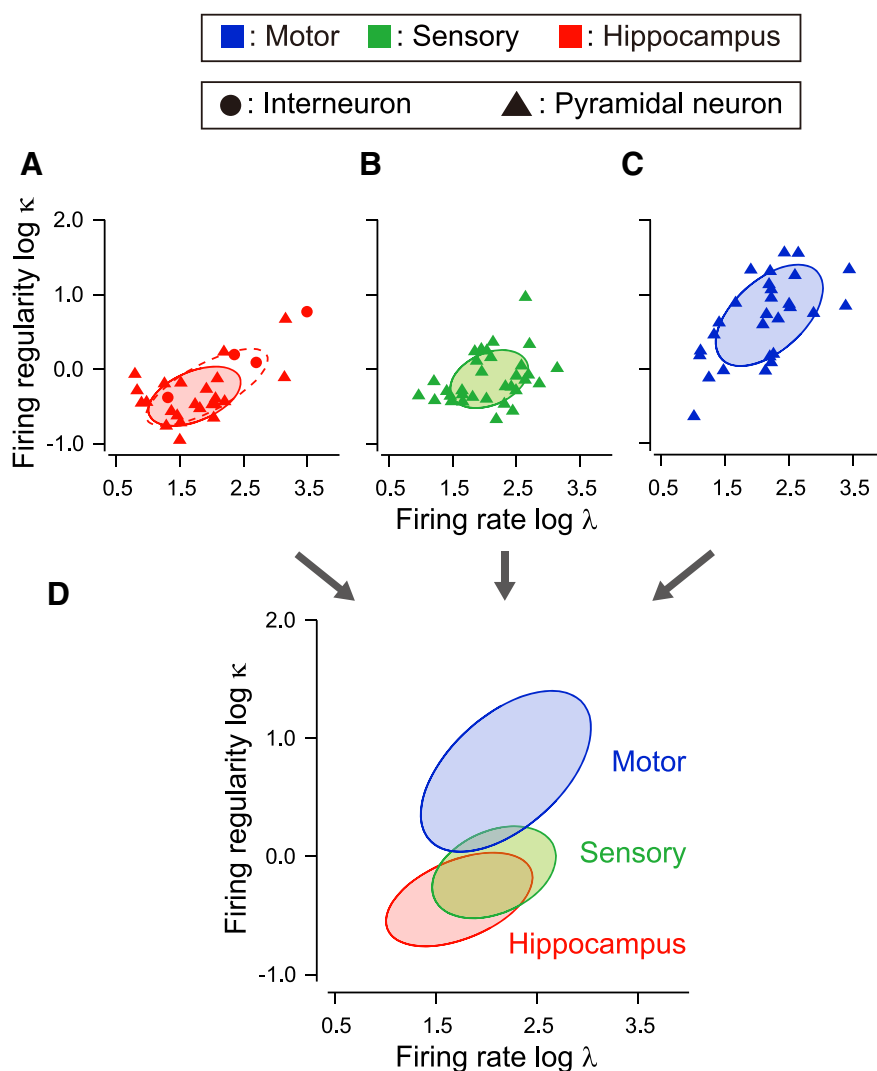 : Motor : Sensory : Hippocampus
: Interneuron : Pyramidal neuron
A B C
Firing regularity log κ
2.0
1.0
0.0
-1.0
0.5 1.5 2.5 3.5 0.5 1.5 2.5 3.5 0.5 1.5 2.5 3.5
Firing rate log λ
D
Firing regularity log κ
2.0
1.0
0.0
-1.0
Motor
Sensory
Hippocampus
0.5 1.5 2.5 3.5
Firing rate log λ